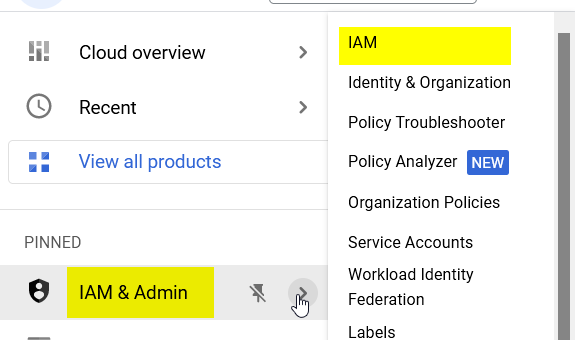 Cloud overview
Recent
View all products
PINNED
IAM & Admin
IAM
Identity & Organization
Policy Troubleshooter
Policy Analyzer NEW
Organization Policies
Service Accounts
Workload Identity
Federation
Labels